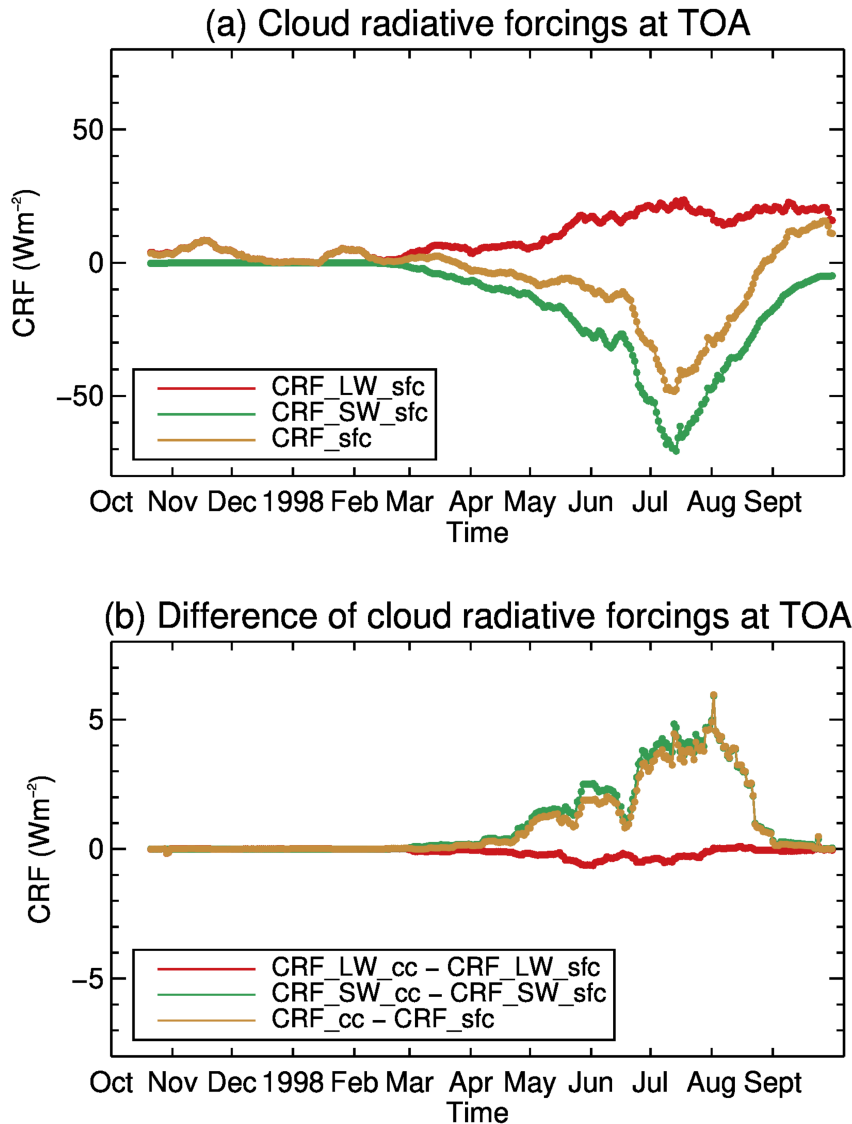 (a) Cloud radiative forcings at TOA
50
0
−50
CRF (Wm⁻²)
CRF_LW_sfc
CRF_SW_sfc
CRF_sfc
Oct Nov Dec 1998 Feb Mar Apr May Jun Jul Aug Sept
Time
(b) Difference of cloud radiative forcings at TOA
5
0
−5
CRF (Wm⁻²)
CRF_LW_cc − CRF_LW_sfc
CRF_SW_cc − CRF_SW_sfc
CRF_cc − CRF_sfc
Oct Nov Dec 1998 Feb Mar Apr May Jun Jul Aug Sept
Time